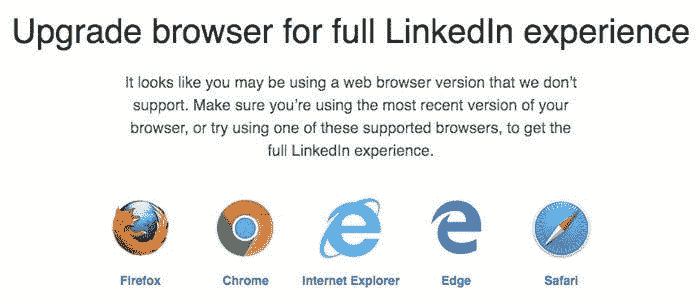 Upgrade browser for full LinkedIn experience
It looks like you may be using a web browser version that we don't
support. Make sure you're using the most recent version of your
browser, or try using one of these supported browsers, to get the
full LinkedIn experience.
Firefox Chrome Internet Explorer Edge Safari